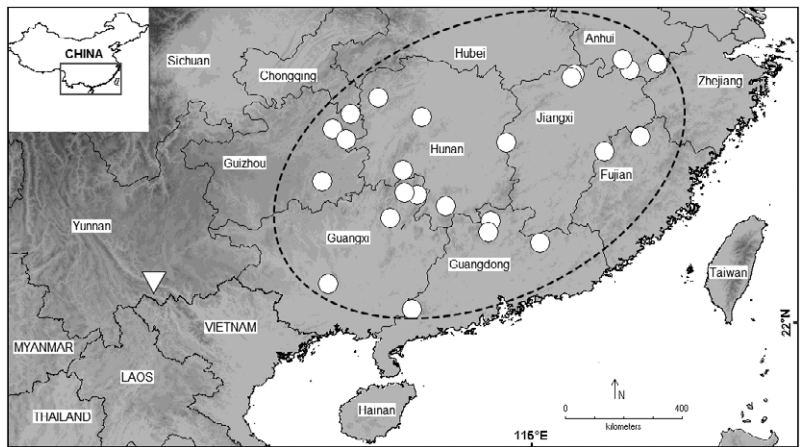 CHINA
Sichuan
Chongqing
Hubei
Anhui
Zhejiang
Jiangxi
Hunan
Guizhou
Fujian
Yunnan
Guangxi
Guangdong
Taiwan
VIETNAM
MYANMAR
LAOS
THAILAND
Hainan
22°N
N
0 400
kilometers
115°E